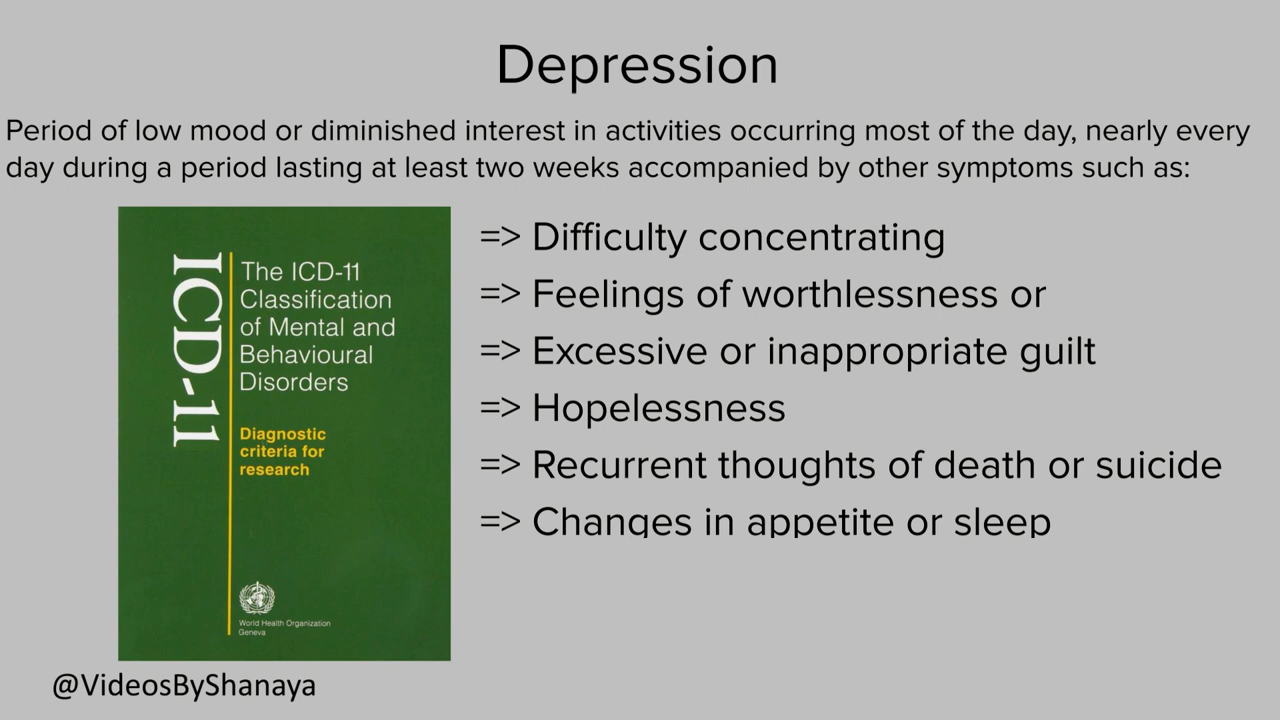 Depression
Period of low mood or diminished interest in activities occurring most of the day, nearly every
day during a period lasting at least two weeks accompanied by other symptoms such as:
ICD-11
The ICD-11
Classification
of Mental and
Behavioural
Disorders
Diagnostic
criteria for
research
World Health Organization
Geneva
=> Difficulty concentrating
=> Feelings of worthlessness or
=> Excessive or inappropriate guilt
=> Hopelessness
=> Recurrent thoughts of death or suicide
=> Changes in appetite or sleep
@VideosByShanaya